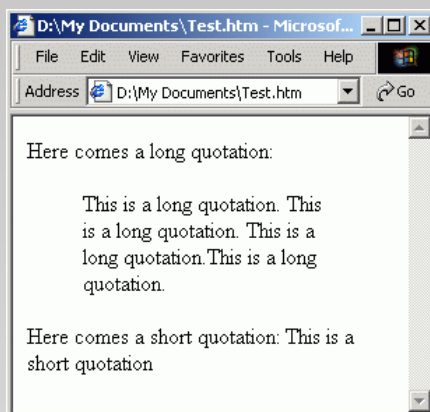 D:\My Documents\Test.htm - Microsof...
File Edit View Favorites Tools Help
Address D:\My Documents\Test.htm Go
Here comes a long quotation:
This is a long quotation. This
is a long quotation. This is a
long quotation.This is a long
quotation.
Here comes a short quotation: This is a
short quotation